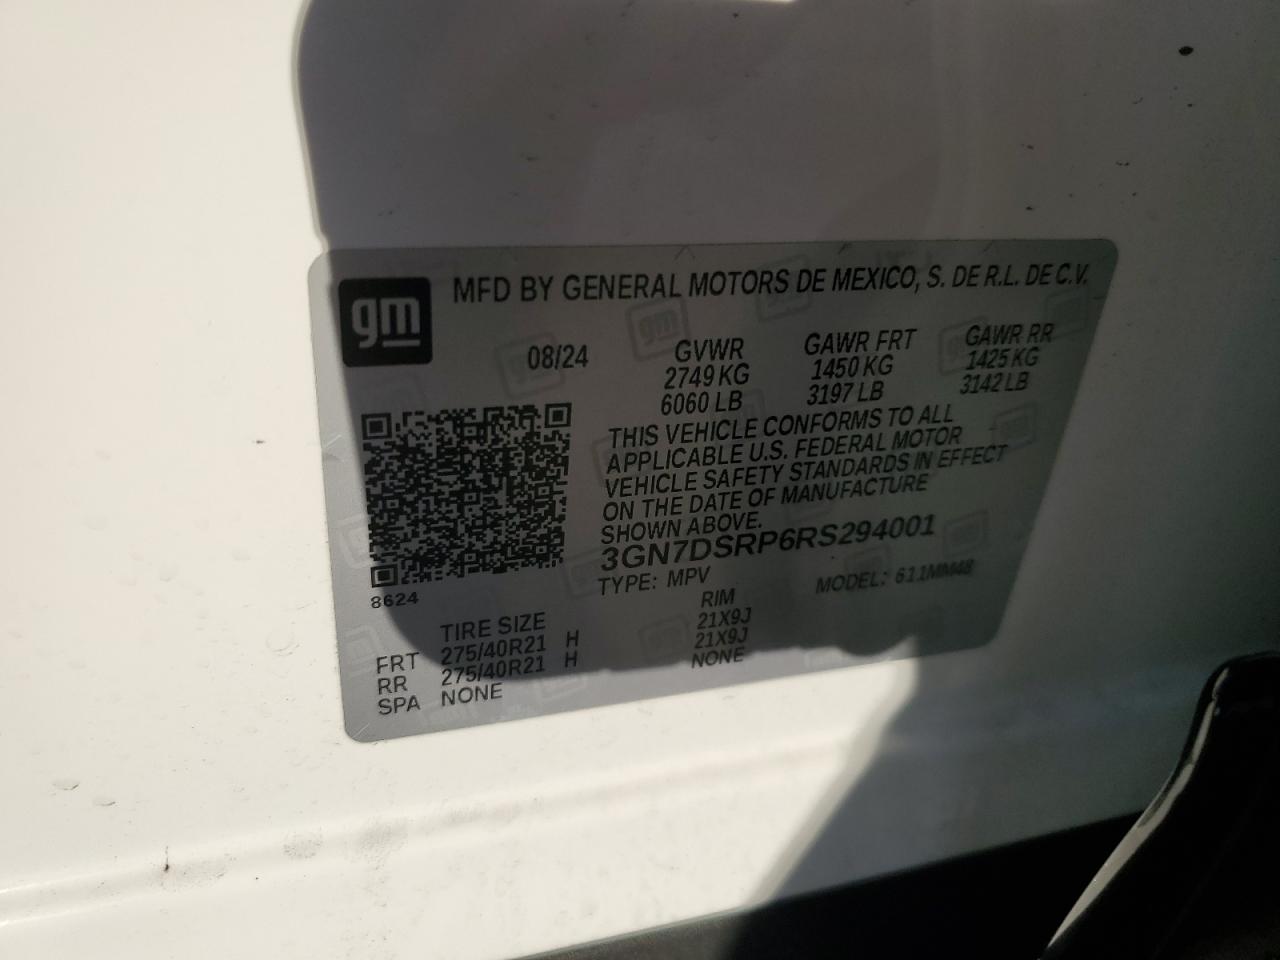 gm
MFD BY GENERAL MOTORS DE MEXICO, S. DE R.L. DE C.V.
08/24 GVWR GAWR FRT GAWR RR
2749 KG 1450 KG 1425 KG
6060 LB 3197 LB 3142 LB
THIS VEHICLE CONFORMS TO ALL
APPLICABLE U.S. FEDERAL MOTOR
VEHICLE SAFETY STANDARDS IN EFFECT
ON THE DATE OF MANUFACTURE
SHOWN ABOVE.
3GN7DSRP6RS294001
TYPE: MPV MODEL: 611MM48
8624
TIRE SIZE RIM
FRT 275/40R21 H 21X9J
RR 275/40R21 H 21X9J
SPA NONE NONE